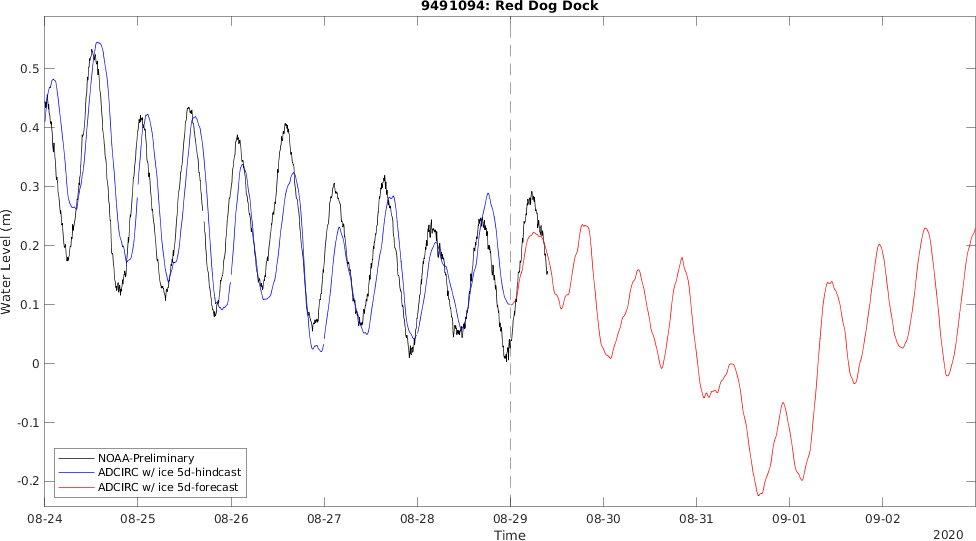 9491094: Red Dog Dock
Water Level (m)
0.5
0.4
0.3
0.2
0.1
0
-0.1
-0.2
NOAA-Preliminary
ADCIRC w/ ice 5d-hindcast
ADCIRC w/ ice 5d-forecast
08-24 08-25 08-26 08-27 08-28 08-29 08-30 08-31 09-01 09-02
Time
2020